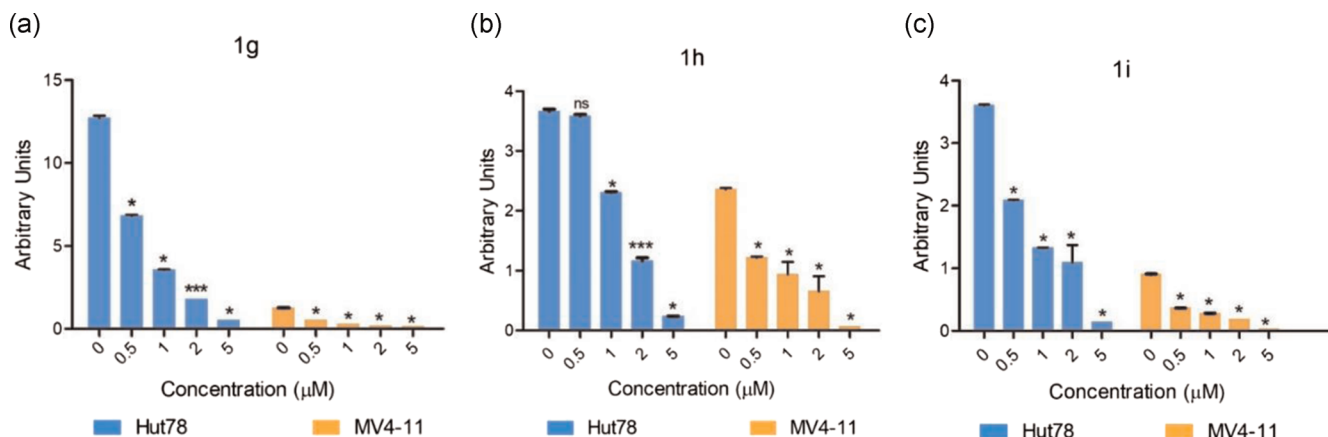 (a)
1g
Arbitrary Units
15
10
5
0
*
*
***
*
*
*
*
*
0 0.5 1 2 5 0 0.5 1 2 5
Concentration (μM)
Hut78 MV4-11
(b)
1h
Arbitrary Units
4
3
2
1
0
ns
*
***
*
*
*
*
*
0 0.5 1 2 5 0 0.5 1 2 5
Concentration (μM)
Hut78 MV4-11
(c)
1i
Arbitrary Units
4
3
2
1
0
*
*
*
*
*
*
*
*
0 0.5 1 2 5 0 0.5 1 2 5
Concentration (μM)
Hut78 MV4-11